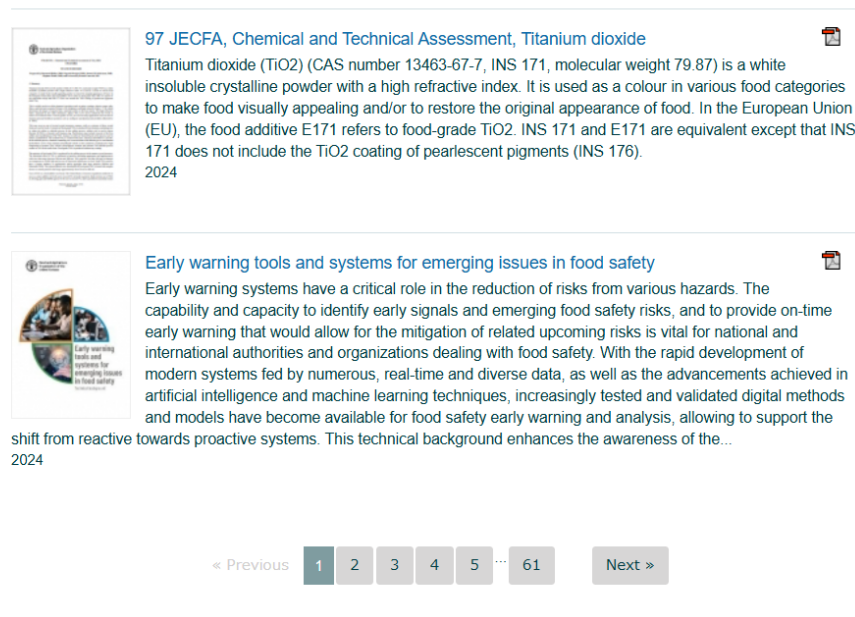 97 JECFA, Chemical and Technical Assessment, Titanium dioxide
Titanium dioxide (TiO2) (CAS number 13463-67-7, INS 171, molecular weight 79.87) is a white
insoluble crystalline powder with a high refractive index. It is used as a colour in various food categories
to make food visually appealing and/or to restore the original appearance of food. In the European Union
(EU), the food additive E171 refers to food-grade TiO2. INS 171 and E171 are equivalent except that INS
171 does not include the TiO2 coating of pearlescent pigments (INS 176).
2024
Early warning tools and systems for emerging issues in food safety
Early warning systems have a critical role in the reduction of risks from various hazards. The
capability and capacity to identify early signals and emerging food safety risks, and to provide on-time
early warning that would allow for the mitigation of related upcoming risks is vital for national and
international authorities and organizations dealing with food safety. With the rapid development of
modern systems fed by numerous, real-time and diverse data, as well as the advancements achieved in
artificial intelligence and machine learning techniques, increasingly tested and validated digital methods
and models have become available for food safety early warning and analysis, allowing to support the
shift from reactive towards proactive systems. This technical background enhances the awareness of the...
2024
Early warning
tools and
systems for
emerging issues
in food safety
« Previous 1 2 3 4 5 ... 61 Next »